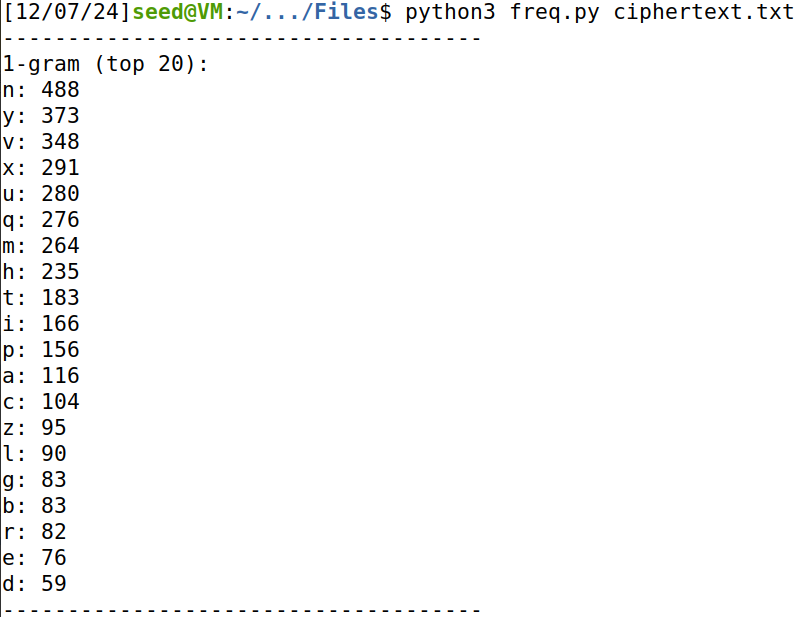 [12/07/24]seed@VM:~/.../Files$ python3 freq.py ciphertext.txt
-------------------------------------
1-gram (top 20):
n: 488
y: 373
v: 348
x: 291
u: 280
q: 276
m: 264
h: 235
t: 183
i: 166
p: 156
a: 116
c: 104
z: 95
l: 90
g: 83
b: 83
r: 82
e: 76
d: 59
-------------------------------------